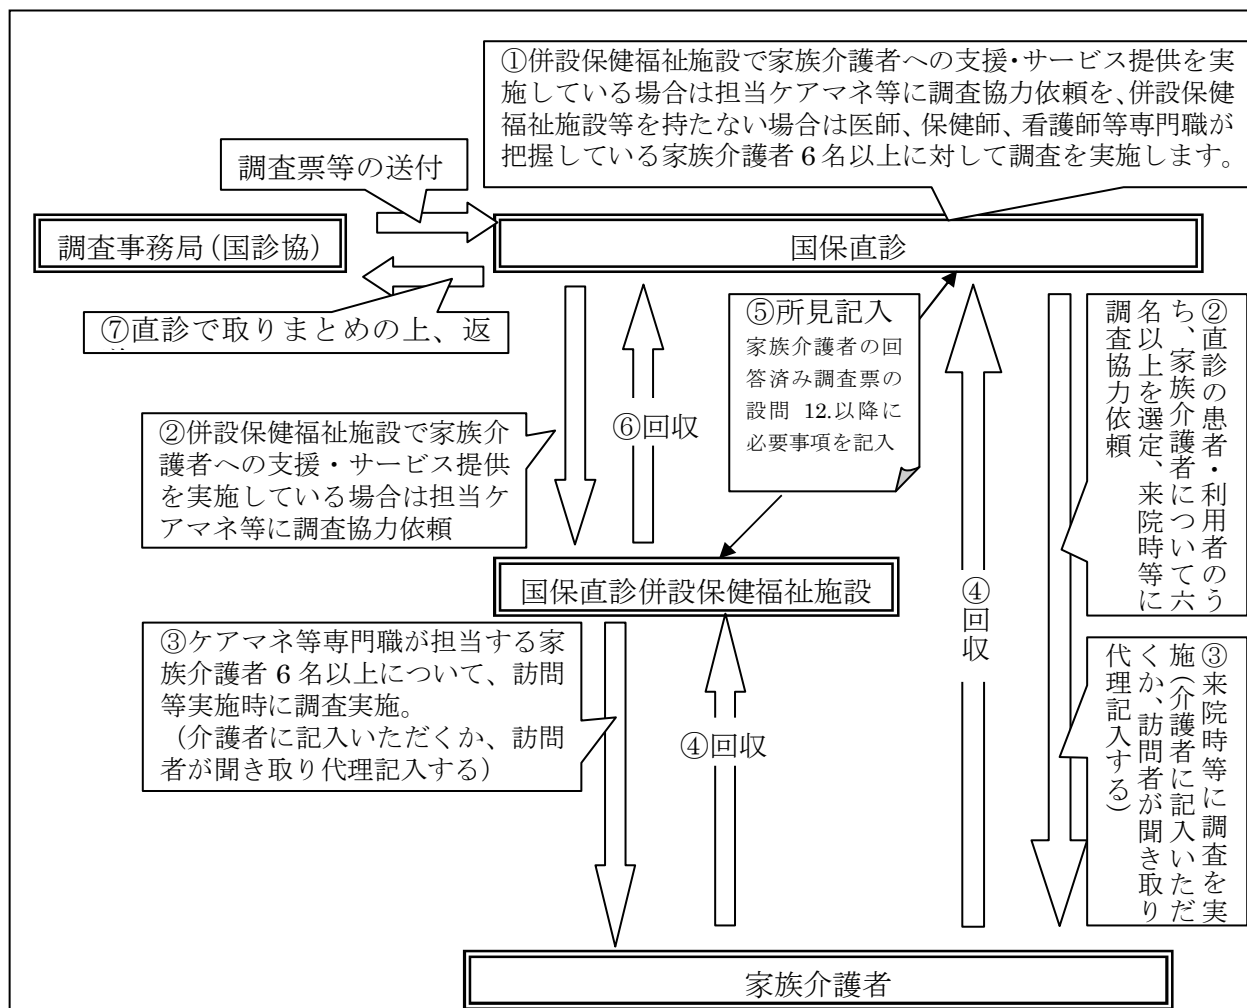 ①併設保健福祉施設で家族介護者への支援・サービス提供を実
施している場合は担当ケアマネ等に調査協力依頼を、併設保健
福祉施設等を持たない場合は医師、保健師、看護師等専門職が
把握している家族介護者6名以上に対して調査を実施します。
調査票等の送付
調査事務局(国診協)
国保直診
⑦直診で取りまとめの上、返
⑤所見記入
家族介護者の回
答済み調査票の
設問 12.以降に
必要事項を記入
②直診の患者・利用者のう
ち、家族介護者について六
名以上を選定、来院時等に
調査協力依頼
⑥回収
②併設保健福祉施設で家族介
護者への支援・サービス提供
を実施している場合は担当ケ
アマネ等に調査協力依頼
国保直診併設保健福祉施設
④回収
③ケアマネ等専門職が担当する家
族介護者6名以上について、訪問
等実施時に調査実施。
（介護者に記入いただくか、訪問
者が聞き取り代理記入する）
④回収
③来院時等に調査を実
施(介護者に記入いただ
くか、訪問者が聞き取り
代理記入する)
家族介護者